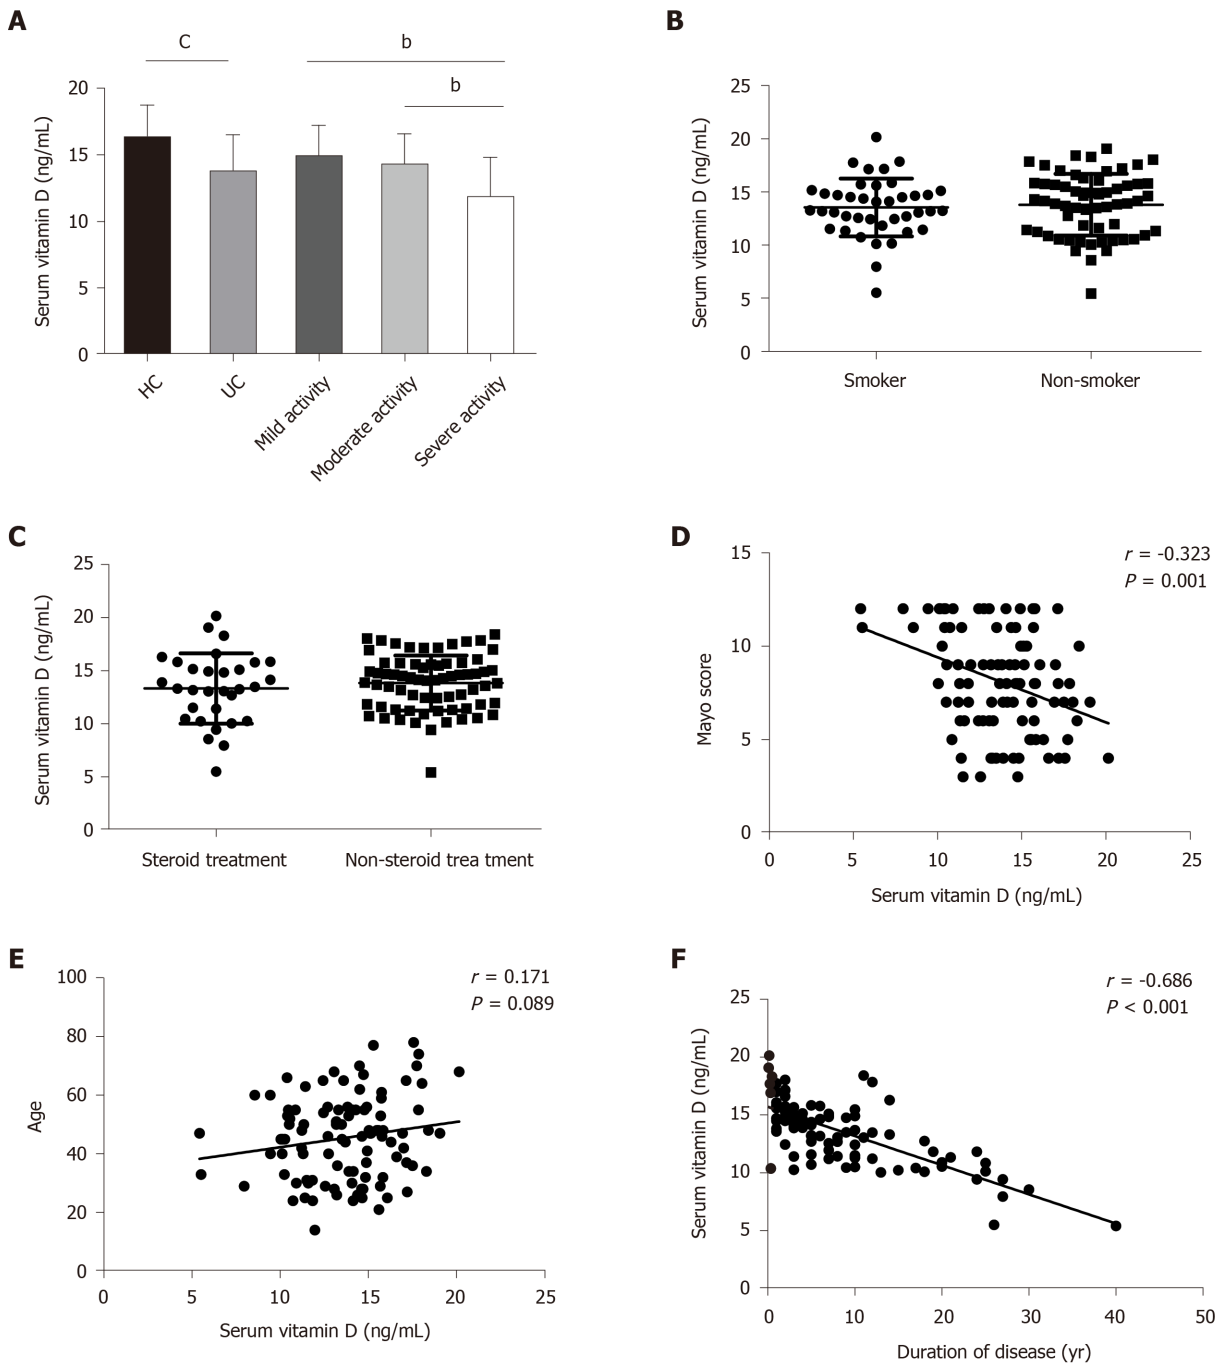 A
C
b
b
20
15
10
5
0
Serum vitamin D (ng/mL)
HC
UC
Mild activity
Moderate activity
Severe activity
B
25
20
15
10
5
0
Serum vitamin D (ng/mL)
Smoker
Non-smoker
C
25
20
15
10
5
0
Serum vitamin D (ng/mL)
Steroid treatment
Non-steroid trea tment
D
r = -0.323
P = 0.001
15
10
5
0
Mayo score
0 5 10 15 20 25
Serum vitamin D (ng/mL)
E
r = 0.171
P = 0.089
100
80
60
40
20
0
Age
0 5 10 15 20 25
Serum vitamin D (ng/mL)
F
r = -0.686
P < 0.001
25
20
15
10
5
0
Serum vitamin D (ng/mL)
0 10 20 30 40 50
Duration of disease (yr)